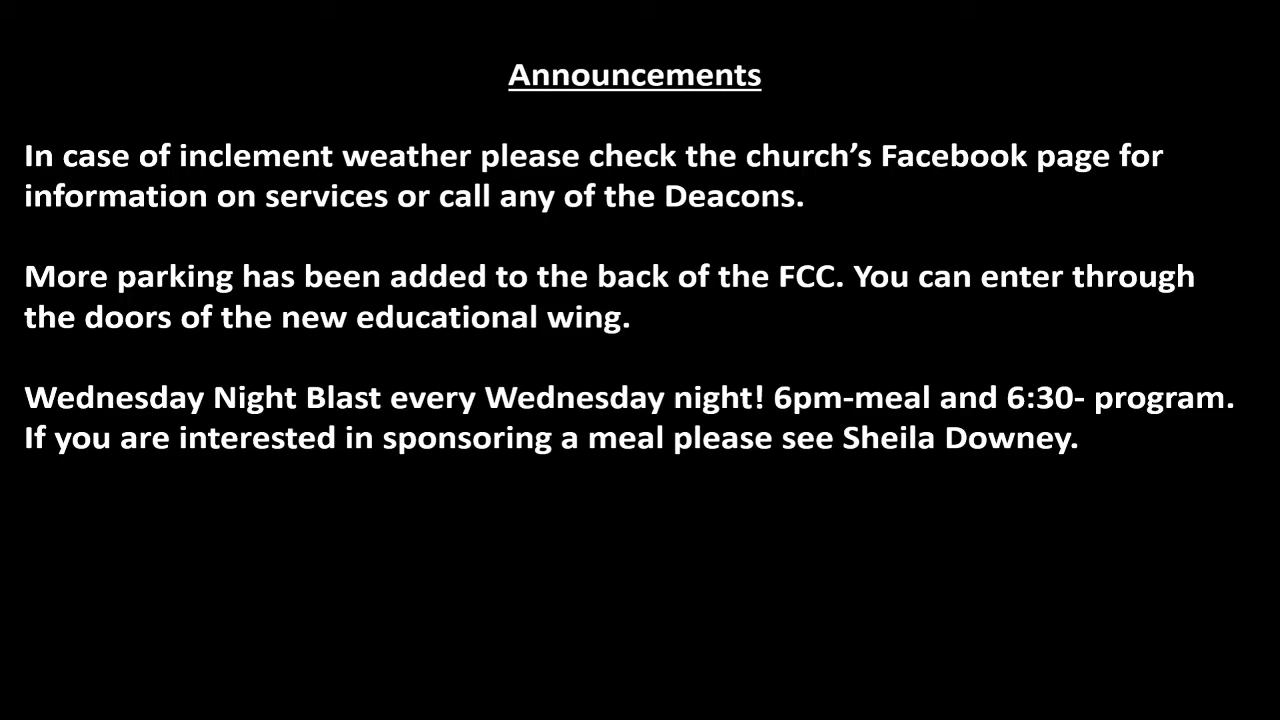 Announcements
In case of inclement weather please check the church’s Facebook page for
information on services or call any of the Deacons.
More parking has been added to the back of the FCC. You can enter through
the doors of the new educational wing.
Wednesday Night Blast every Wednesday night! 6pm-meal and 6:30- program.
If you are interested in sponsoring a meal please see Sheila Downey.